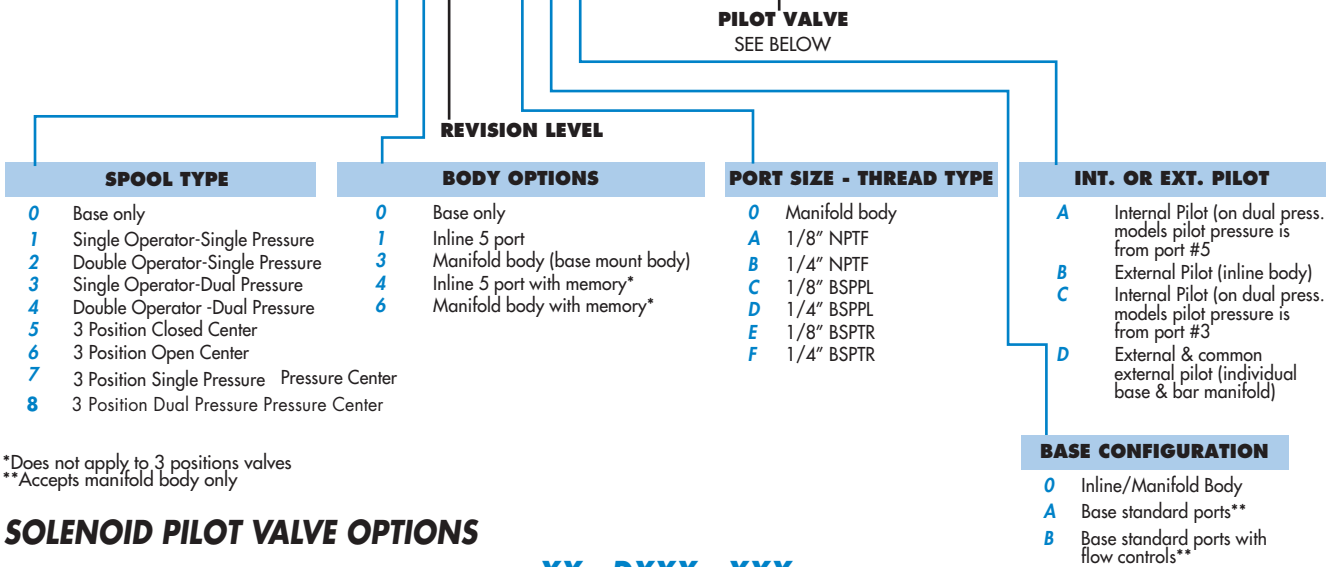 PILOT VALVE
SEE BELOW
REVISION LEVEL
SPOOL TYPE
0 Base only
1 Single Operator-Single Pressure
2 Double Operator-Single Pressure
3 Single Operator-Dual Pressure
4 Double Operator -Dual Pressure
5 3 Position Closed Center
6 3 Position Open Center
7 3 Position Single Pressure Pressure Center
8 3 Position Dual Pressure Pressure Center
BODY OPTIONS
0 Base only
1 Inline 5 port
3 Manifold body (base mount body)
4 Inline 5 port with memory*
6 Manifold body with memory*
PORT SIZE - THREAD TYPE
0 Manifold body
A 1/8" NPTF
B 1/4" NPTF
C 1/8" BSPPL
D 1/4" BSPPL
E 1/8" BSPTR
F 1/4" BSPTR
INT. OR EXT. PILOT
A Internal Pilot (on dual press.
models pilot pressure is
from port #5
B External Pilot (inline body)
C Internal Pilot (on dual press.
models pilot pressure is
from port #3
D External & common
external pilot (individual
base & bar manifold)
BASE CONFIGURATION
0 Inline/Manifold Body
A Base standard ports**
B Base standard ports with
flow controls**
*Does not apply to 3 positions valves
**Accepts manifold body only
SOLENOID PILOT VALVE OPTIONS